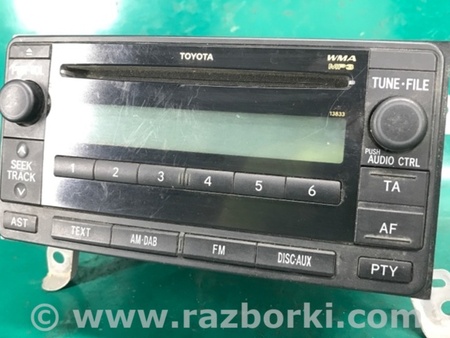 TOYOTA
WMA
MP3
TUNE·FILE
13833
PUSH
AUDIO CTRL
SEEK
TRACK
1 2 3 4 5 6
TA
AST
TEXT
AM·DAB
FM
DISC·AUX
AF
PTY
www.razborki.com